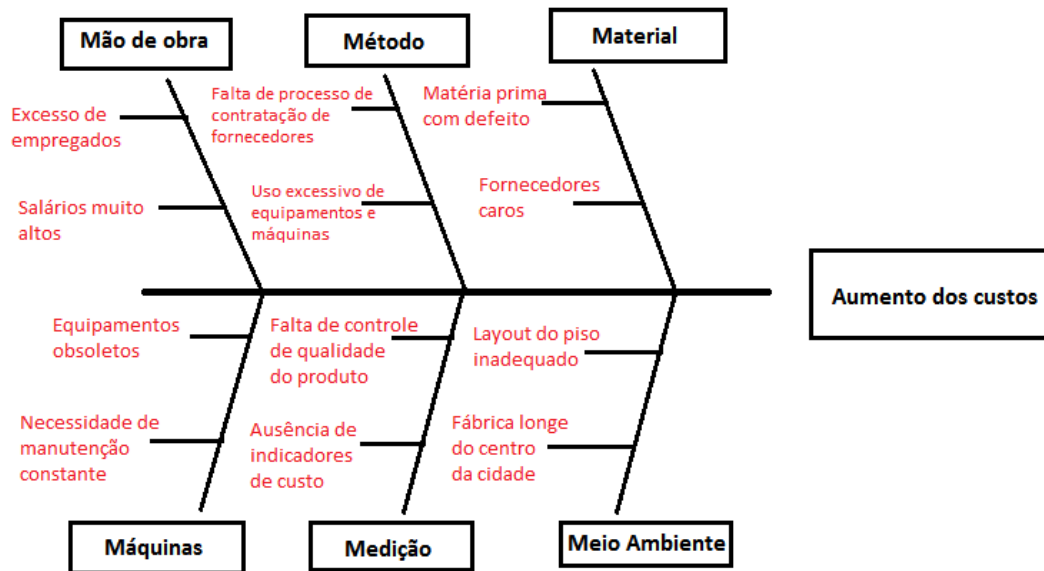 Mão de obra
Método
Material
Excesso de
empregados
Salários muito
altos
Falta de processo de
contratação de
fornecedores
Uso excessivo de
equipamentos e
máquinas
Matéria prima
com defeito
Fornecedores
caros
Aumento dos custos
Equipamentos
obsoletos
Necessidade de
manutenção
constante
Falta de controle
de qualidade
do produto
Ausência de
indicadores
de custo
Layout do piso
inadequado
Fábrica longe
do centro
da cidade
Máquinas
Medição
Meio Ambiente